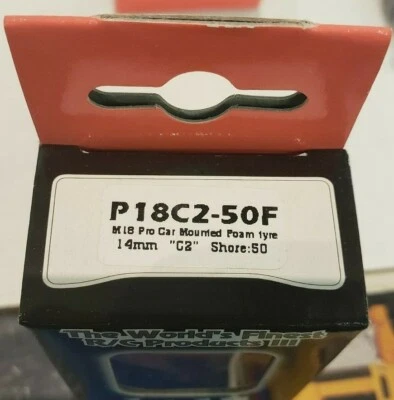 P18C2-50F
M18 Pro Car Mounted Foam tyre
14mm "C2" Shore:50
The World's Finest
R/C Products !!!